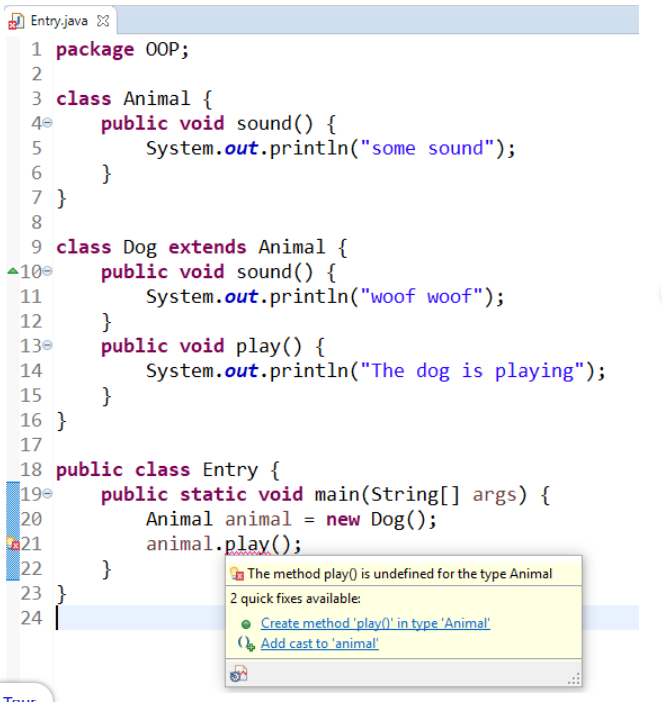 Entry.java
1 package OOP;
2
3 class Animal {
4 public void sound() {
5 System.out.println("some sound");
6 }
7 }
8
9 class Dog extends Animal {
10 public void sound() {
11 System.out.println("woof woof");
12 }
13 public void play() {
14 System.out.println("The dog is playing");
15 }
16 }
17
18 public class Entry {
19 public static void main(String[] args) {
20 Animal animal = new Dog();
21 animal.play();
22 }
23 }
24
The method play() is undefined for the type Animal
2 quick fixes available:
Create method 'play()' in type 'Animal'
Add cast to 'animal'